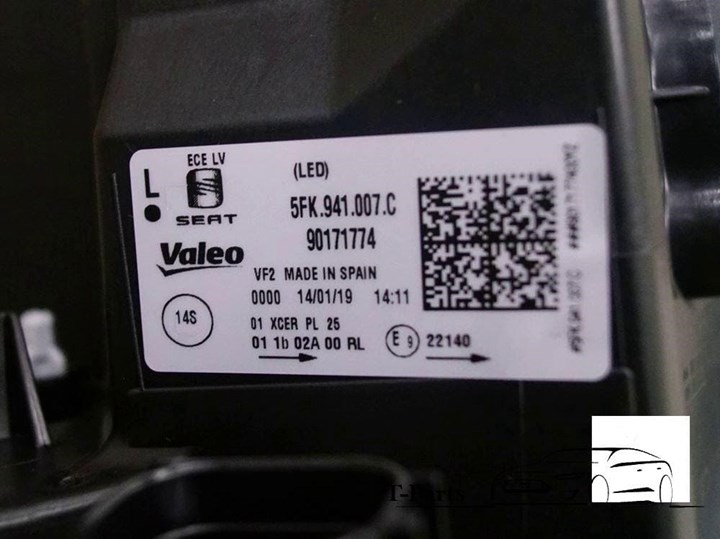 ECE LV
L
SEAT
(LED)
5FK.941.007.C
90171774
Valeo
VF2 MADE IN SPAIN
0000 14/01/19 14:11
14S
01 XCER PL 25
01 1b 02A 00 RL
E9 22140